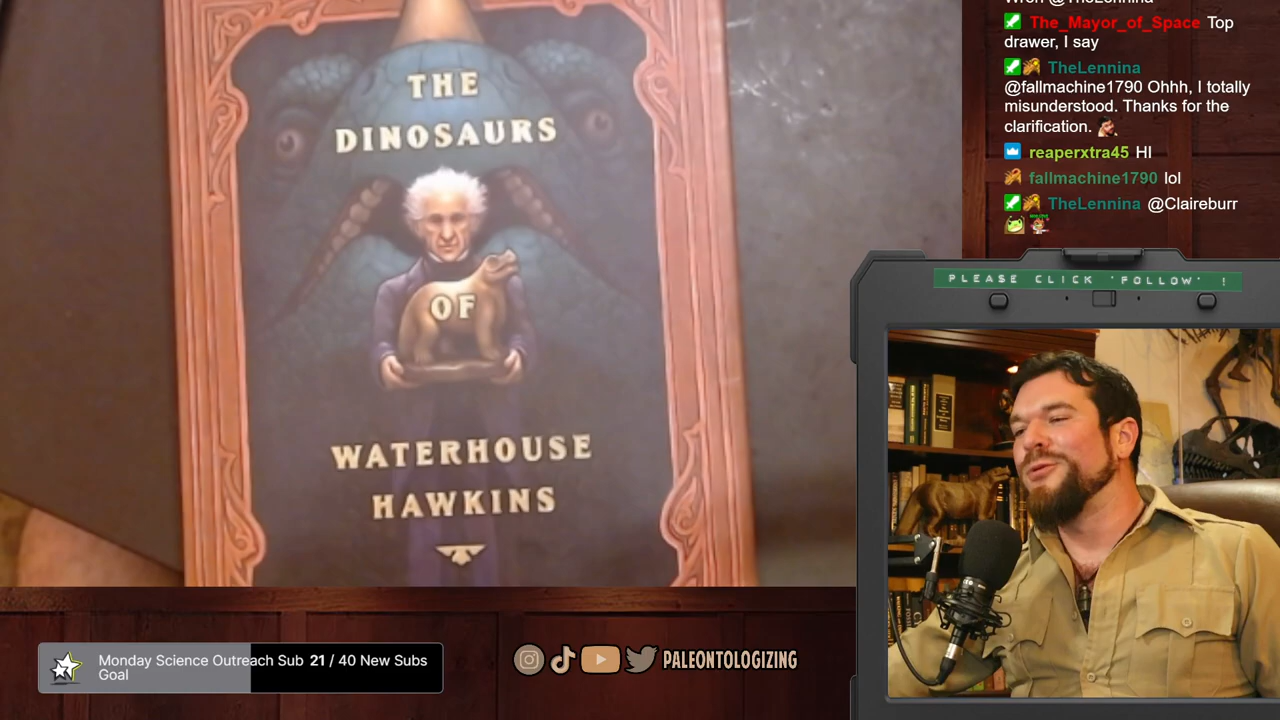 THE
DINOSAURS
OF
WATERHOUSE
HAWKINS
The_Mayor_of_Space Top
drawer, I say
TheLennina
@fallmachine1790 Ohhh, I totally
misunderstood. Thanks for the
clarification.
reaperxtra45 HI
fallmachine1790 lol
TheLennina @Claireburr
PLEASE CLICK "FOLLOW" !
Monday Science Outreach Sub 21 / 40 New Subs
Goal
PALEONTOLOGIZING